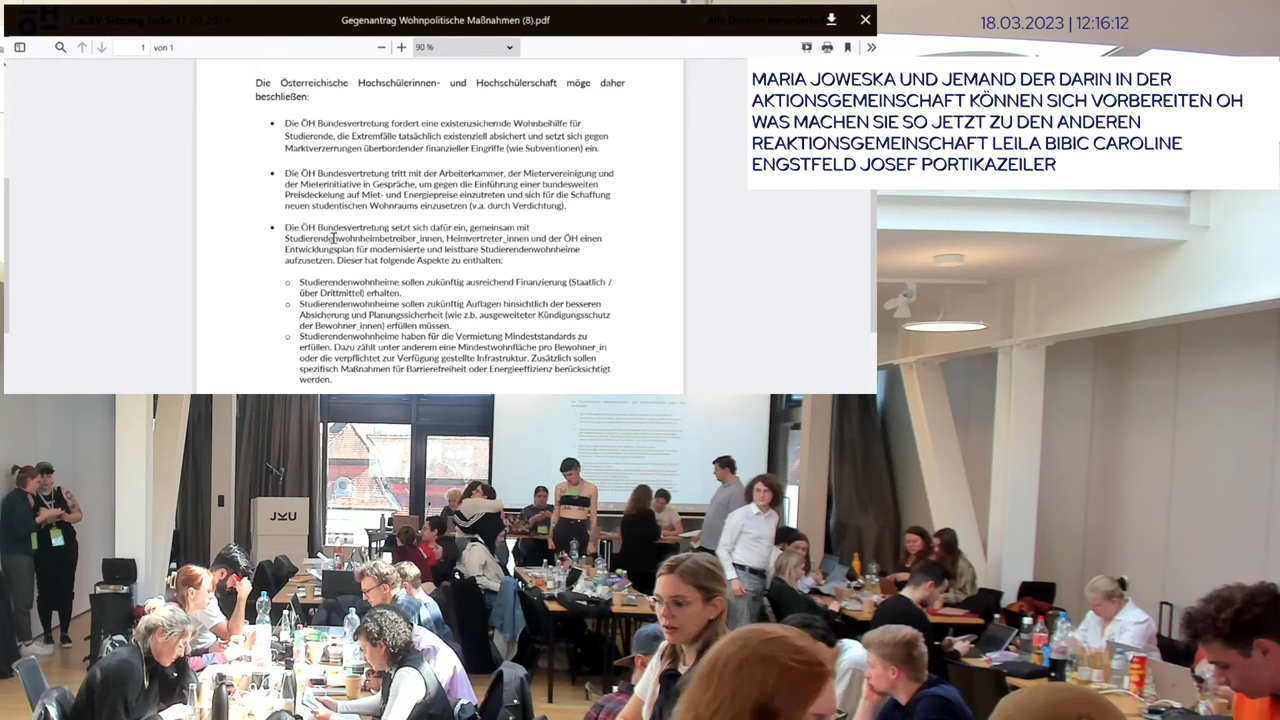 1.a.o.BV Sitzung SoSe 17.03.2023
Gegenantrag Wohnpolitische Maßnahmen (8).pdf
18.03.2023 | 12:16:12
1 von 1
90 %
Die Österreichische Hochschülerinnen- und Hochschülerschaft möge daher
beschließen:
• Die ÖH Bundesvertretung fordert eine existenzsichernde Wohnbeihilfe für
Studierende, die Extremfälle tatsächlich existenziell absichert und setzt sich gegen
Marktverzerrungen überbordender finanzieller Eingriffe (wie Subventionen) ein.
• Die ÖH Bundesvertretung tritt mit der Arbeiterkammer, der Mietervereinigung und
der Mieterinitiative in Gespräche, um gegen die Einführung einer bundesweiten
Preisdeckelung auf Miet- und Energiepreise einzutreten und sich für die Schaffung
neuen studentischen Wohnraums einzusetzen (v.a. durch Verdichtung).
• Die ÖH Bundesvertretung setzt sich dafür ein, gemeinsam mit
Studierendenwohnheimbetreiber_innen, Heimvertreter_innen und der ÖH einen
Entwicklungsplan für modernisierte und leistbare Studierendenwohnheime
aufzusetzen. Dieser hat folgende Aspekte zu enthalten:
o Studierendenwohnheime sollen zukünftig ausreichend Finanzierung (Staatlich /
über Drittmittel) erhalten.
o Studierendenwohnheime sollen zukünftig Auflagen hinsichtlich der besseren
Absicherung und Planungssicherheit (wie z.b. ausgeweiteter Kündigungsschutz
der Bewohner_innen) erfüllen müssen.
o Studierendenwohnheime haben für die Vermietung Mindeststandards zu
erfüllen. Dazu zählt unter anderem eine Mindestwohnfläche pro Bewohner_in
oder die verpflichtet zur Verfügung gestellte Infrastruktur. Zusätzlich sollen
spezifisch Maßnahmen für Barrierefreiheit oder Energieeffizienz berücksichtigt
werden.
MARIA JOWESKA UND JEMAND DER DARIN IN DER
AKTIONSGEMEINSCHAFT KÖNNEN SICH VORBEREITEN OH
WAS MACHEN SIE SO JETZT ZU DEN ANDEREN
REAKTIONSGEMEINSCHAFT LEILA BIBIC CAROLINE
ENGSTFELD JOSEF PORTIKAZEILER
JKU